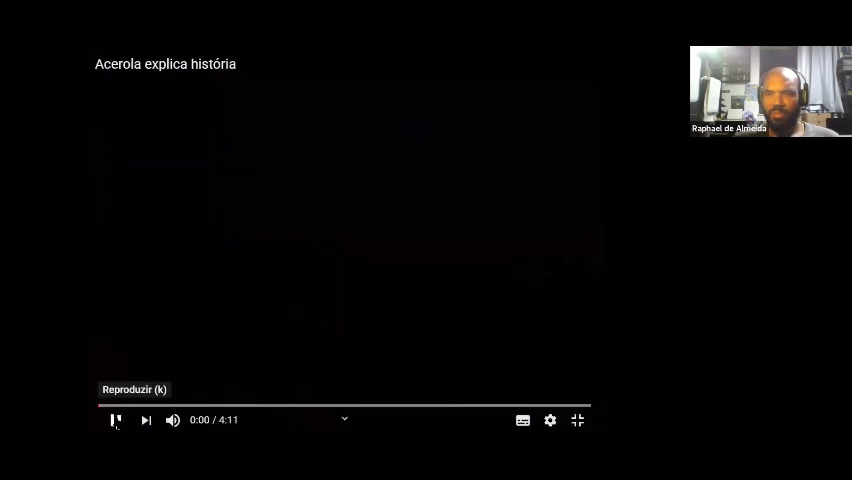 Acerola explica história
Raphael de Almeida
Reproduzir (k)
0:00 / 4:11